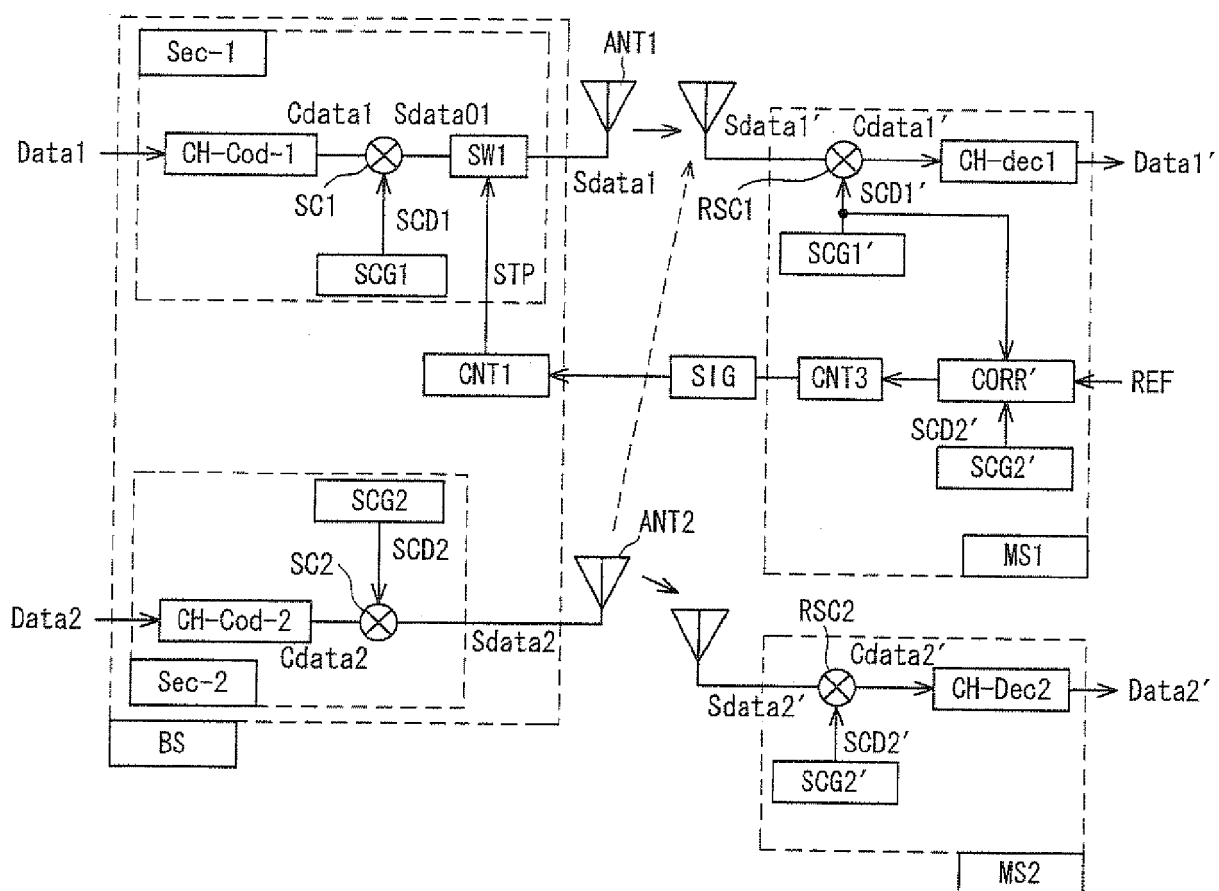 Sec-1
ANT1
Cdata1
Sdata01
Sdata1′
Cdata1′
Data1
CH-Cod-1
SW1
CH-dec1
Data1′
SC1
SCD1
Sdata1
RSC1
SCD1′
SCG1
STP
SCG1′
CNT1
SIG
CNT3
CORR′
REF
SCD2′
SCG2′
SCG2
ANT2
SC2
SCD2
MS1
Data2
CH-Cod-2
RSC2
Cdata2
Sdata2
Cdata2′
Sec-2
CH-Dec2
Data2′
Sdata2′
BS
SCD2′
SCG2′
MS2